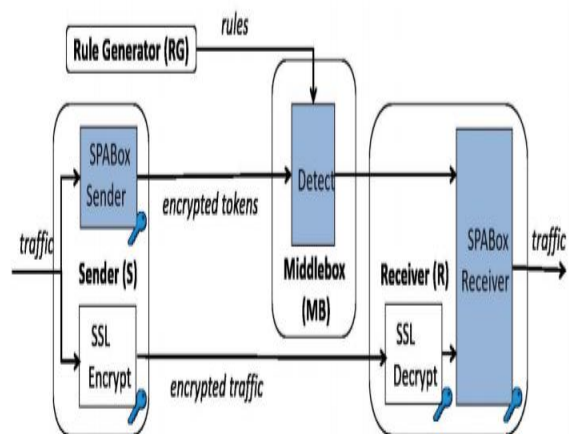 rules
Rule Generator (RG)
SPABox
Sender
encrypted tokens
Detect
traffic
Sender (S)
Middlebox
(MB)
Receiver (R)
SPABox
Receiver
traffic
SSL
Encrypt
encrypted traffic
SSL
Decrypt